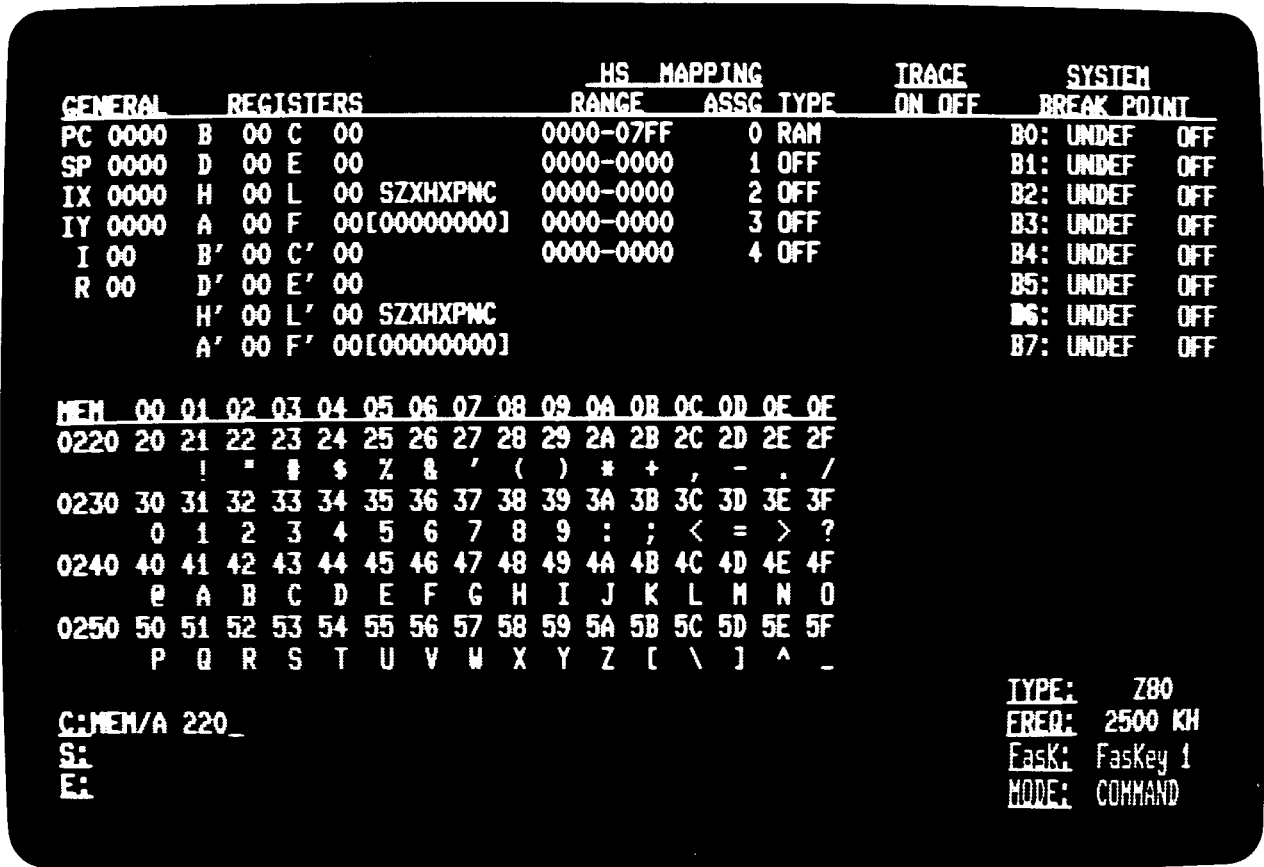 HS MAPPING TRACE SYSTEM
GENERAL REGISTERS RANGE ASSG TYPE ON OFF BREAK POINT
PC 0000 B 00 C 00 0000-07FF 0 RAM B0: UNDEF OFF
SP 0000 D 00 E 00 0000-0000 1 OFF B1: UNDEF OFF
IX 0000 H 00 L 00 SZXHXPNC 0000-0000 2 OFF B2: UNDEF OFF
IY 0000 A 00 F 00[00000000] 0000-0000 3 OFF B3: UNDEF OFF
I 00 B' 00 C' 00 0000-0000 4 OFF B4: UNDEF OFF
R 00 D' 00 E' 00 B5: UNDEF OFF
H' 00 L' 00 SZXHXPNC B6: UNDEF OFF
A' 00 F' 00[00000000] B7: UNDEF OFF
MEM 00 01 02 03 04 05 06 07 08 09 0A 0B 0C 0D 0E 0F
0220 20 21 22 23 24 25 26 27 28 29 2A 2B 2C 2D 2E 2F
! " # $ % & ' ( ) * + , - . /
0230 30 31 32 33 34 35 36 37 38 39 3A 3B 3C 3D 3E 3F
0 1 2 3 4 5 6 7 8 9 : ; < = > ?
0240 40 41 42 43 44 45 46 47 48 49 4A 4B 4C 4D 4E 4F
@ A B C D E F G H I J K L M N O
0250 50 51 52 53 54 55 56 57 58 59 5A 5B 5C 5D 5E 5F
P Q R S T U V W X Y Z [ \ ] ^ _
TYPE: Z80
C:MEM/A 220_ FREQ: 2500 KH
S: FasK: FasKey 1
E: MODE: COMMAND